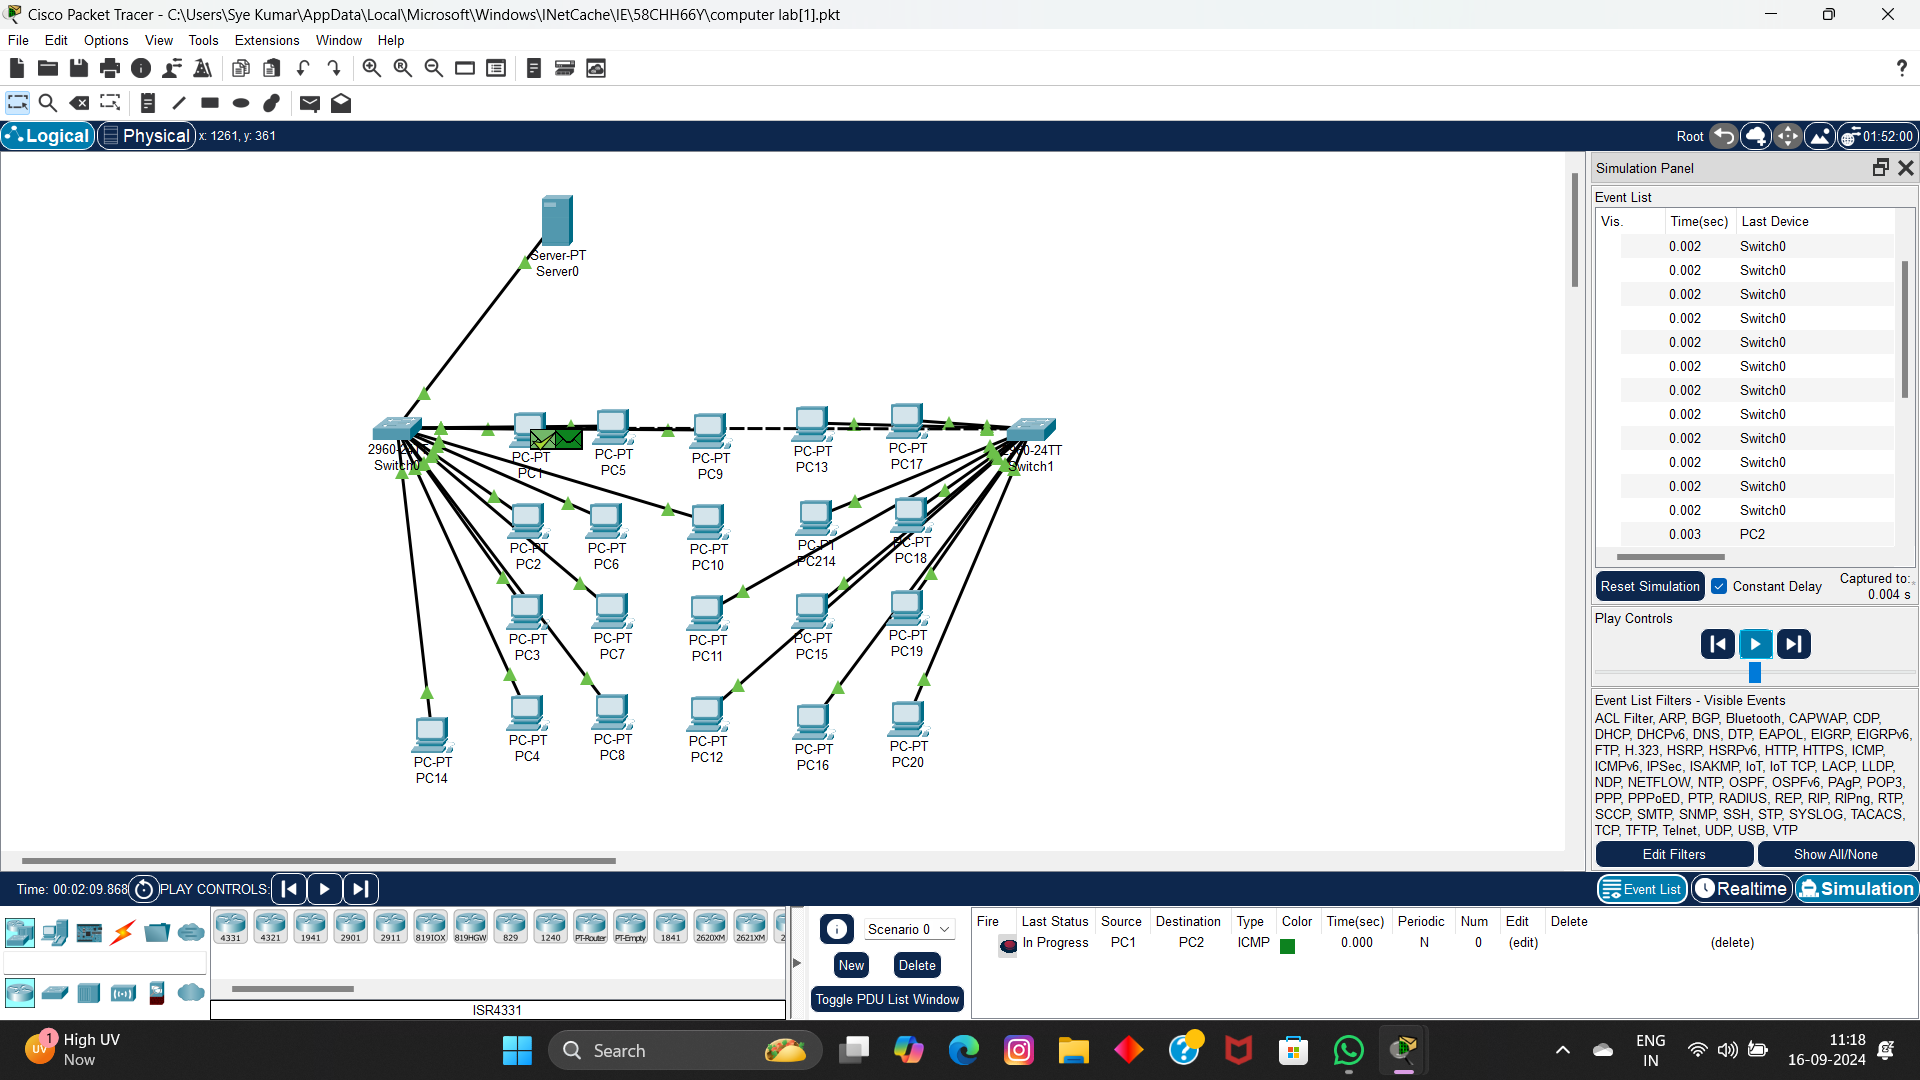 Cisco Packet Tracer - C:\Users\Sye Kumar\AppData\Local\Microsoft\Windows\INetCache\IE\58CHH66Y\computer lab[1].pkt
File Edit Options View Tools Extensions Window Help
Logical Physical x: 1261, y: 361
Root 01:52:00
Server-PT
Server0
2960-24TT
Switch0
PC-PT
PC1
PC-PT
PC5
PC-PT
PC9
PC-PT
PC13
PC-PT
PC17
2960-24TT
Switch1
PC-PT
PC2
PC-PT
PC6
PC-PT
PC10
PC-PT
PC214
PC-PT
PC18
PC-PT
PC3
PC-PT
PC7
PC-PT
PC11
PC-PT
PC15
PC-PT
PC19
PC-PT
PC14
PC-PT
PC4
PC-PT
PC8
PC-PT
PC12
PC-PT
PC16
PC-PT
PC20
Simulation Panel
Event List
Vis. Time(sec) Last Device
0.002 Switch0
0.002 Switch0
0.002 Switch0
0.002 Switch0
0.002 Switch0
0.002 Switch0
0.002 Switch0
0.002 Switch0
0.002 Switch0
0.002 Switch0
0.002 Switch0
0.002 Switch0
0.003 PC2
Reset Simulation Constant Delay Captured to:
0.004 s
Play Controls
Event List Filters - Visible Events
ACL Filter, ARP, BGP, Bluetooth, CAPWAP, CDP,
DHCP, DHCPv6, DNS, DTP, EAPOL, EIGRP, EIGRPv6,
FTP, H.323, HSRP, HSRPv6, HTTP, HTTPS, ICMP,
ICMPv6, IPSec, ISAKMP, IoT, IoT TCP, LACP, LLDP,
NDP, NETFLOW, NTP, OSPF, OSPFv6, PAgP, POP3,
PPP, PPPoED, PTP, RADIUS, REP, RIP, RIPng, RTP,
SCCP, SMTP, SNMP, SSH, STP, SYSLOG, TACACS,
TCP, TFTP, Telnet, UDP, USB, VTP
Edit Filters Show All/None
Time: 00:02:09.868 PLAY CONTROLS:
Event List Realtime Simulation
4331 4321 1941 2901 2911 819IOX 819HGW 829 1240 PT-Router PT-Empty 1841 2620XM 2621XM
ISR4331
Scenario 0
New Delete
Toggle PDU List Window
Fire Last Status Source Destination Type Color Time(sec) Periodic Num Edit Delete
In Progress PC1 PC2 ICMP 0.000 N 0 (edit) (delete)
1
UV
High UV
Now
Search
ENG
IN
11:18
16-09-2024